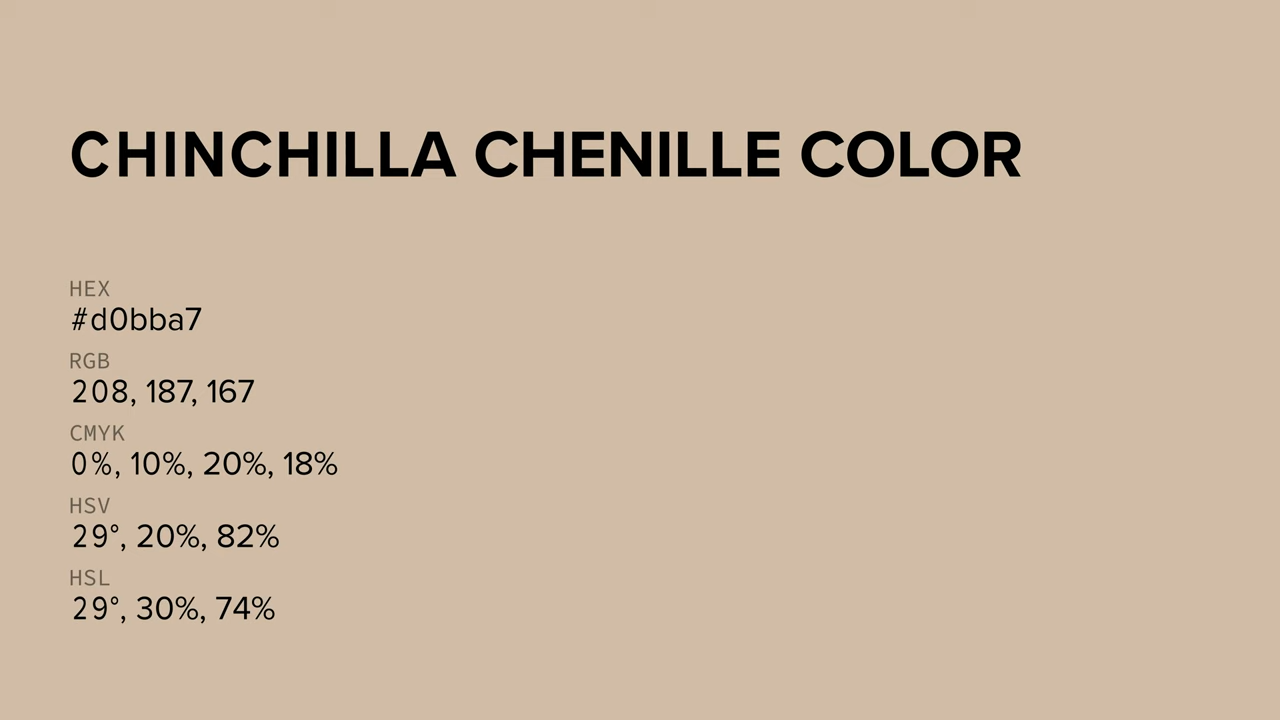 CHINCHILLA CHENILLE COLOR
HEX
#d0bba7
RGB
208, 187, 167
CMYK
0%, 10%, 20%, 18%
HSV
29°, 20%, 82%
HSL
29°, 30%, 74%